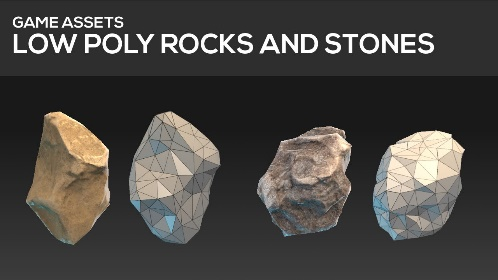 GAME ASSETS
LOW POLY ROCKS AND STONES